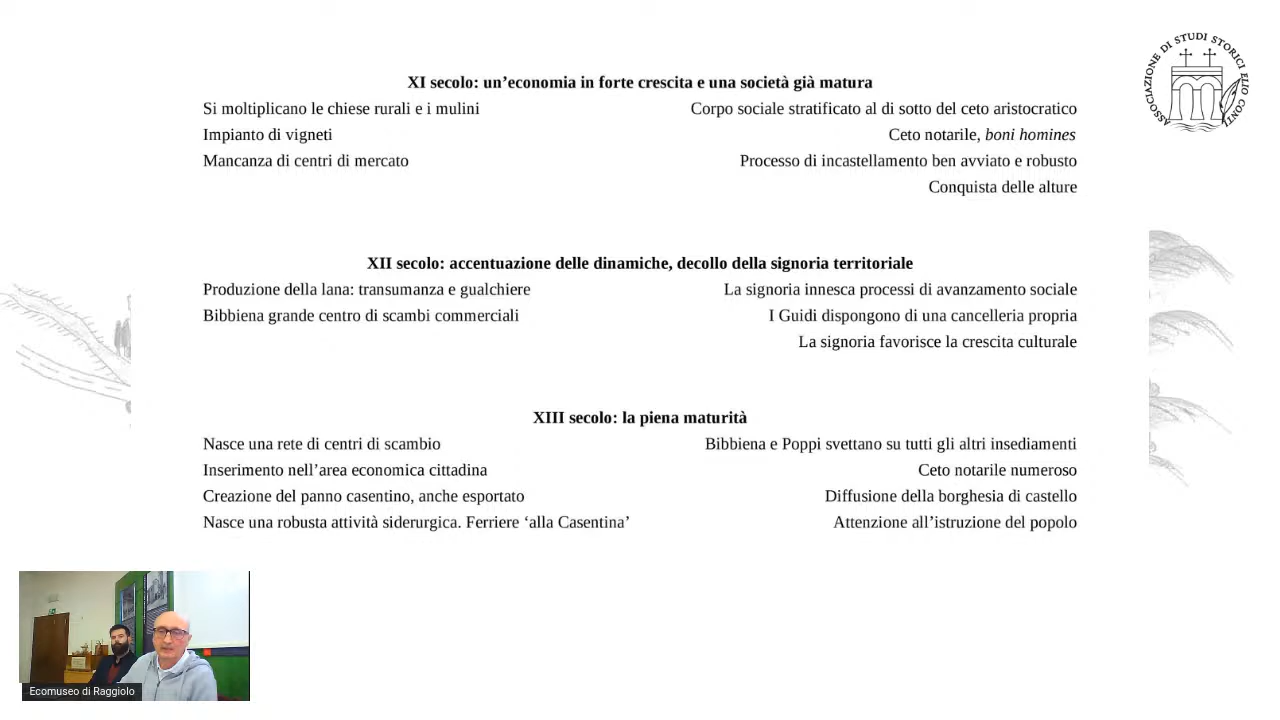 ASSOCIAZIONE DI STUDI STORICI ELIO CONTI
XI secolo: un’economia in forte crescita e una società già matura
Si moltiplicano le chiese rurali e i mulini
Corpo sociale stratificato al di sotto del ceto aristocratico
Impianto di vigneti
Ceto notarile, boni homines
Mancanza di centri di mercato
Processo di incastellamento ben avviato e robusto
Conquista delle alture
XII secolo: accentuazione delle dinamiche, decollo della signoria territoriale
Produzione della lana: transumanza e gualchiere
La signoria innesca processi di avanzamento sociale
Bibbiena grande centro di scambi commerciali
I Guidi dispongono di una cancelleria propria
La signoria favorisce la crescita culturale
XIII secolo: la piena maturità
Nasce una rete di centri di scambio
Bibbiena e Poppi svettano su tutti gli altri insediamenti
Inserimento nell’area economica cittadina
Ceto notarile numeroso
Creazione del panno casentino, anche esportato
Diffusione della borghesia di castello
Nasce una robusta attività siderurgica. Ferriere ‘alla Casentina’
Attenzione all’istruzione del popolo
Ecomuseo di Raggiolo